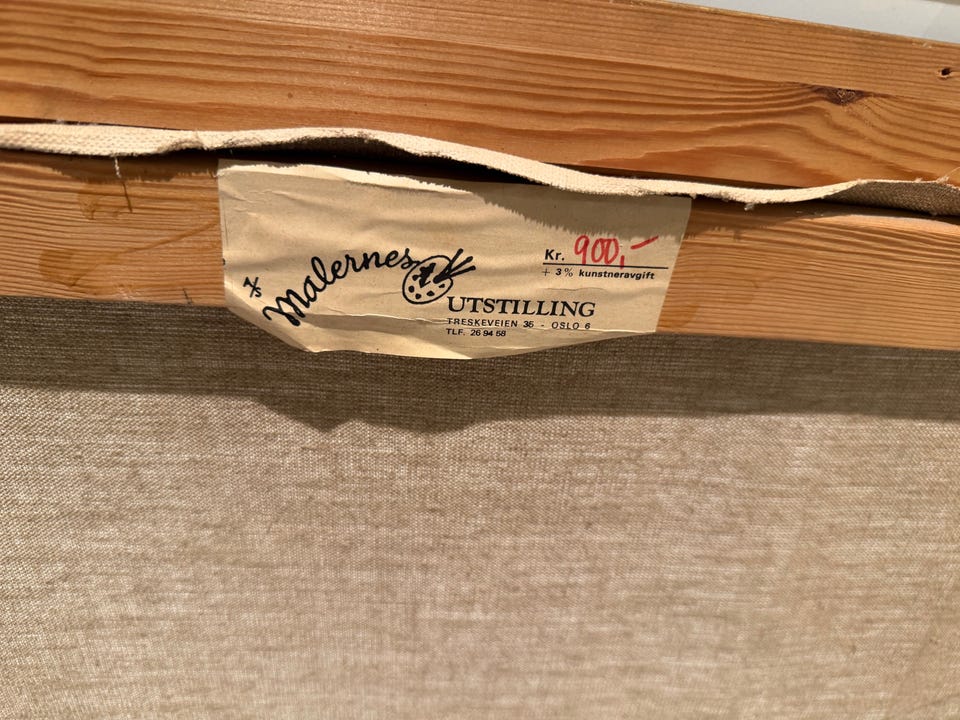 A/S Malernes
UTSTILLING
TRESKEVEIEN 35 - OSLO 6
TLF. 26 94 58
Kr. 900,-
+ 3% kunstneravgift